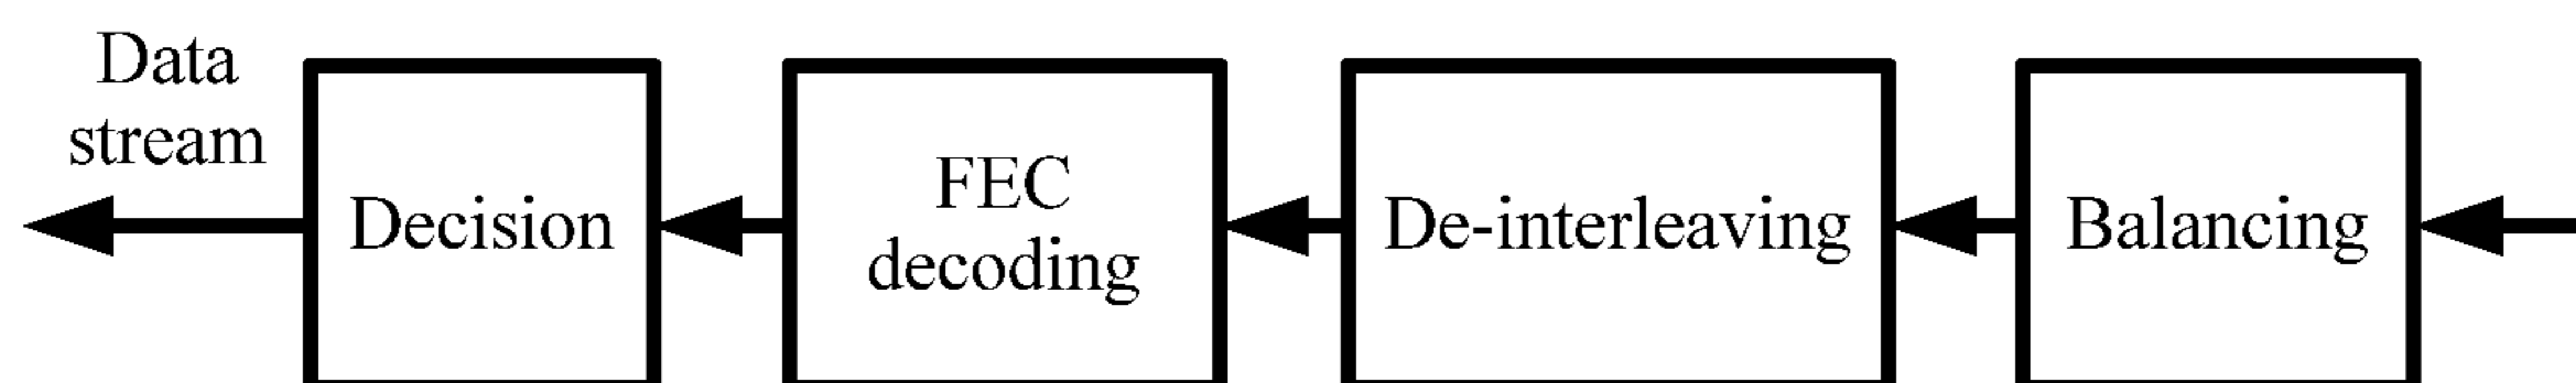 Data
stream
Decision
FEC
decoding
De-interleaving
Balancing